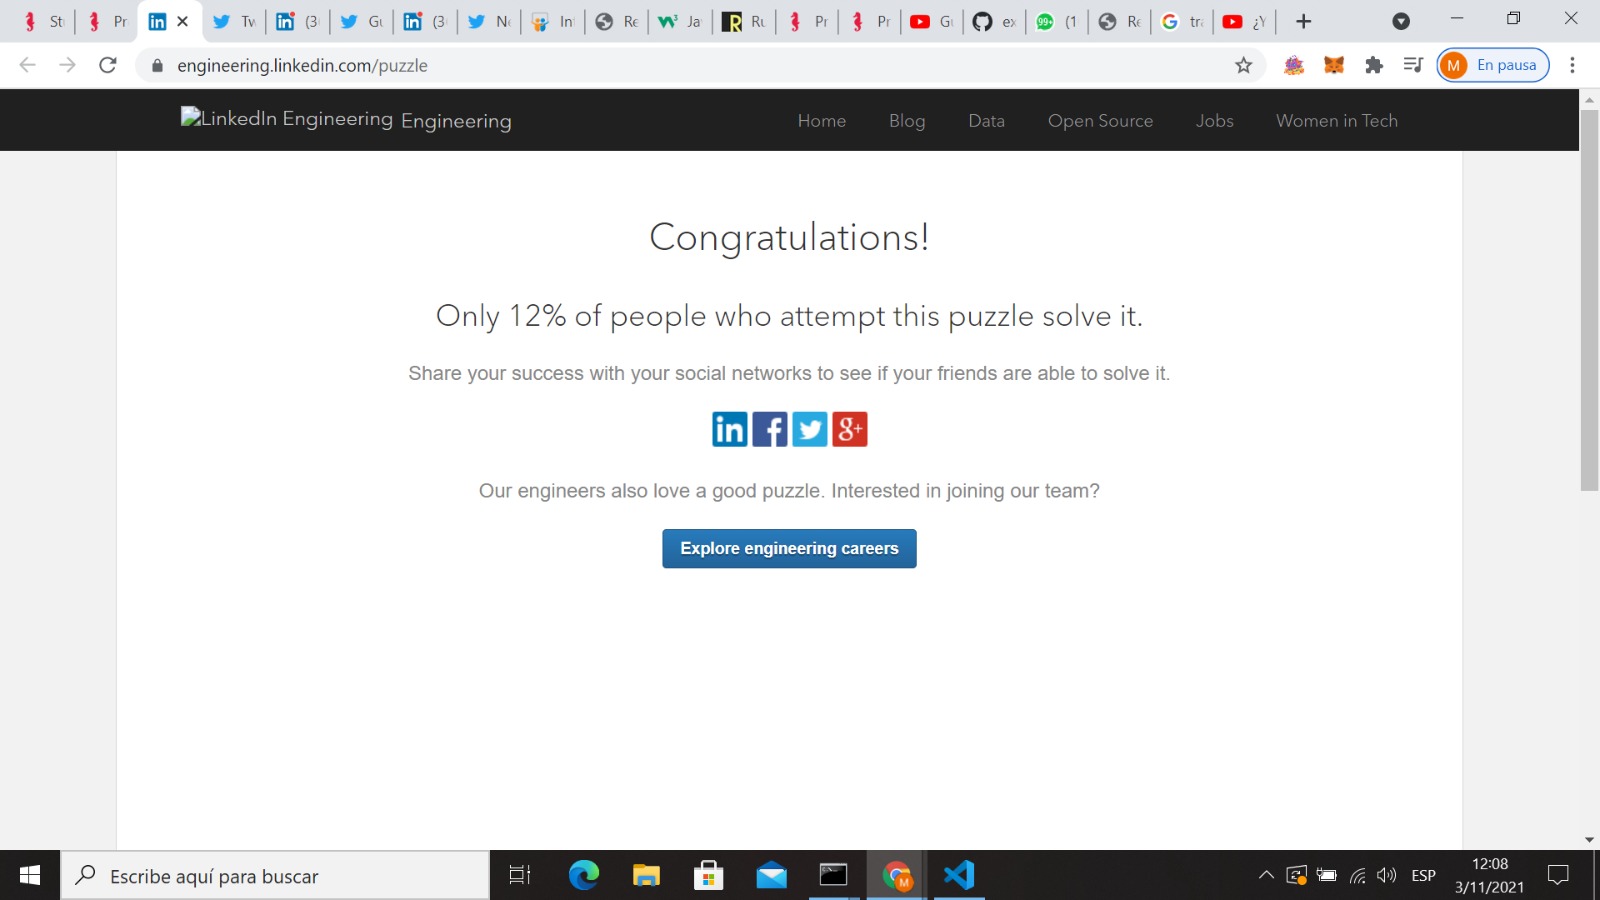 St Pr Tw (3 Gu (3 Ne In Re Ja Ru Pr Pr Gu ex (1 Re tra ¿Y
engineering.linkedin.com/puzzle
M En pausa
LinkedIn Engineering Engineering Home Blog Data Open Source Jobs Women in Tech
Congratulations!
Only 12% of people who attempt this puzzle solve it.
Share your success with your social networks to see if your friends are able to solve it.
Our engineers also love a good puzzle. Interested in joining our team?
Explore engineering careers
Escribe aquí para buscar
ESP
12:08
3/11/2021